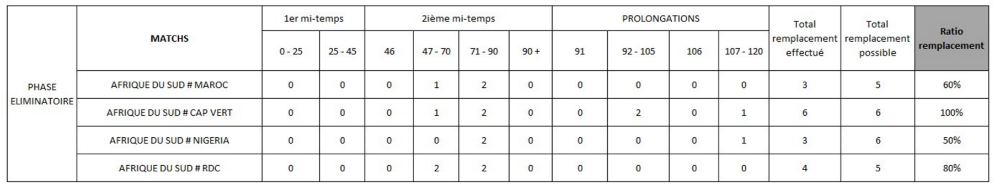 1er mi-temps 2ième mi-temps PROLONGATIONS
MATCHS 0 - 25 25 - 45 46 47 - 70 71 - 90 90 + 91 92 - 105 106 107 - 120 Total remplacement effectué Total remplacement possible Ratio remplacement
PHASE ELIMINATOIRE
AFRIQUE DU SUD # MAROC 0 0 0 1 2 0 0 0 0 0 3 5 60%
AFRIQUE DU SUD # CAP VERT 0 0 0 1 2 0 0 2 0 1 6 6 100%
AFRIQUE DU SUD # NIGERIA 0 0 0 0 2 0 0 0 0 1 3 6 50%
AFRIQUE DU SUD # RDC 0 0 0 2 2 0 0 0 0 0 4 5 80%